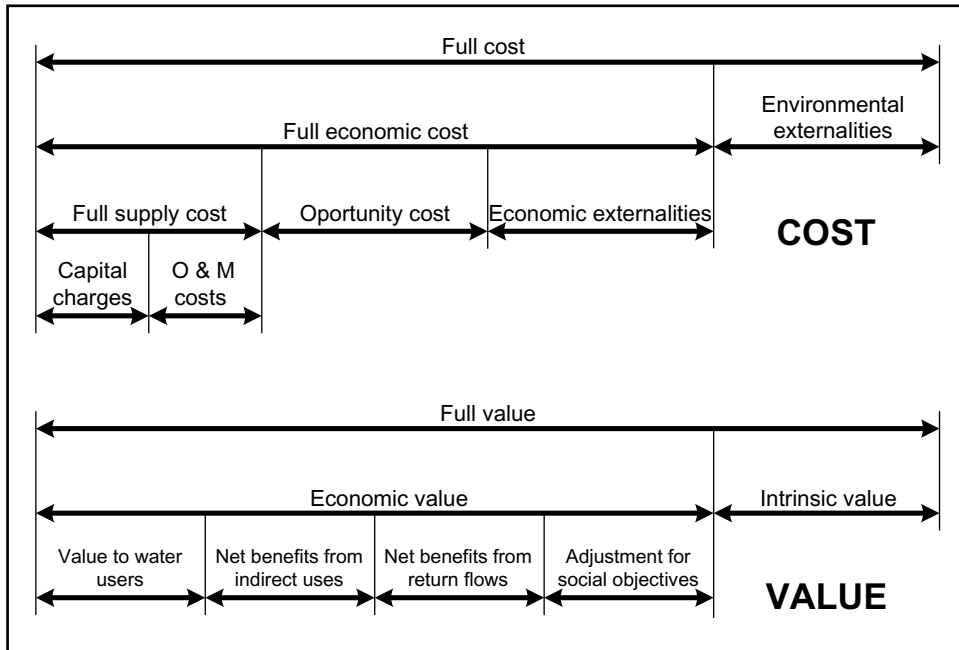 Full cost
Environmental
externalities
Full economic cost
Full supply cost
Oportunity cost
Economic externalities
COST
Capital
charges
O & M
costs
Full value
Economic value
Intrinsic value
Value to water
users
Net benefits from
indirect uses
Net benefits from
return flows
Adjustment for
social objectives
VALUE